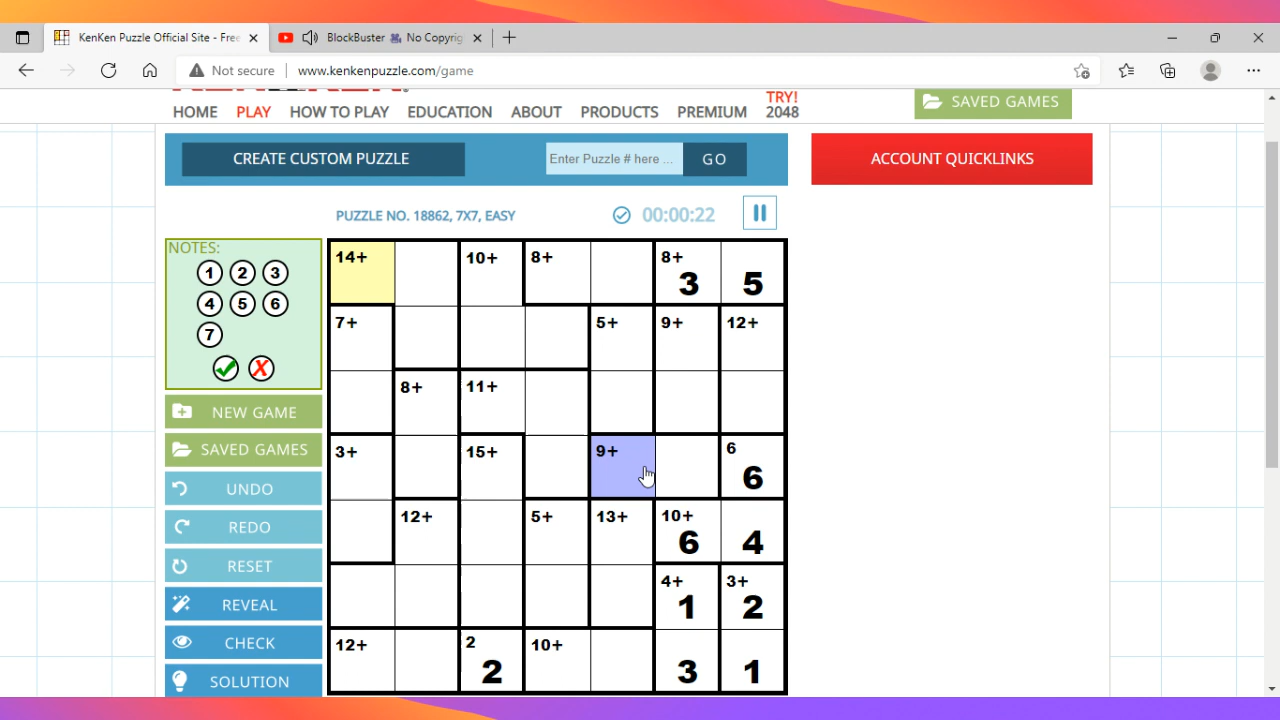 KenKen Puzzle Official Site - Free
BlockBuster 🎥 No Copyrig
Not secure
www.kenkenpuzzle.com/game
HOME PLAY HOW TO PLAY EDUCATION ABOUT PRODUCTS PREMIUM TRY! 2048
SAVED GAMES
CREATE CUSTOM PUZZLE
Enter Puzzle # here ...
GO
ACCOUNT QUICKLINKS
PUZZLE NO. 18862, 7X7, EASY
00:00:22
NOTES:
1 2 3
4 5 6
7
X
NEW GAME
SAVED GAMES
UNDO
REDO
RESET
REVEAL
CHECK
SOLUTION
14+ 10+ 8+ 8+
3 5
7+ 5+ 9+ 12+
8+ 11+
3+ 15+ 9+ 6
6
12+ 5+ 13+ 10+
6 4
4+ 3+
1 2
12+ 2 10+
2 3 1